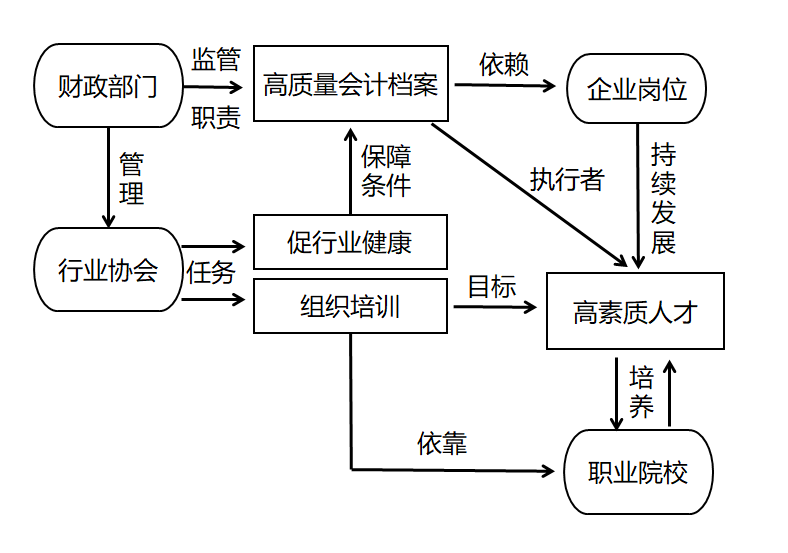 财政部门
监管
职责
高质量会计档案
依赖
企业岗位
管
理
保障
条件
执行者
持
续
发
展
行业协会
任务
促行业健康
组织培训
目标
高素质人才
培
养
依靠
职业院校